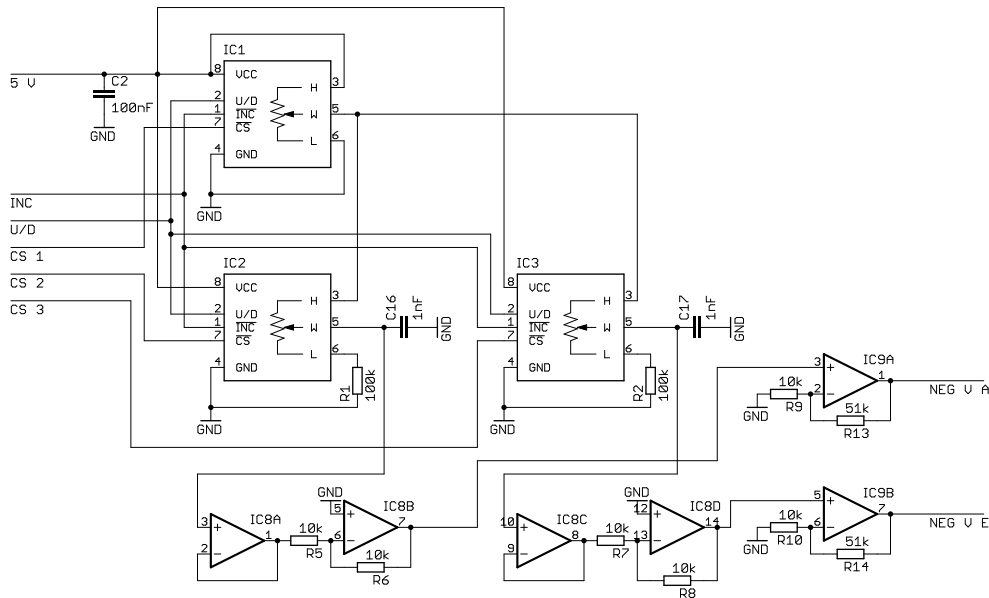 IC1
5 V
C2
100nF
GND
8 VCC
2 U/D
1 INC
7 CS
4 GND
H 3
W 5
L 6
GND
INC
U/D
CS 1
CS 2
CS 3
IC2
8 VCC
2 U/D
1 INC
7 CS
4 GND
H 3
W 5
L 6
C16
1nF
GND
R1
100k
GND
IC3
8 VCC
2 U/D
1 INC
7 CS
4 GND
H 3
W 5
L 6
C17
1nF
GND
R2
100k
GND
IC9A
3 +
2 −
1
10k
R9
GND
51k
R13
NEG V A
IC8A
3 +
2 −
1
10k
R5
GND
IC8B
5 +
6 −
7
10k
R6
IC8C
10 +
9 −
8
10k
R7
GND
IC8D
12 +
13 −
14
10k
R8
IC9B
5 +
6 −
7
10k
R10
GND
51k
R14
NEG V E